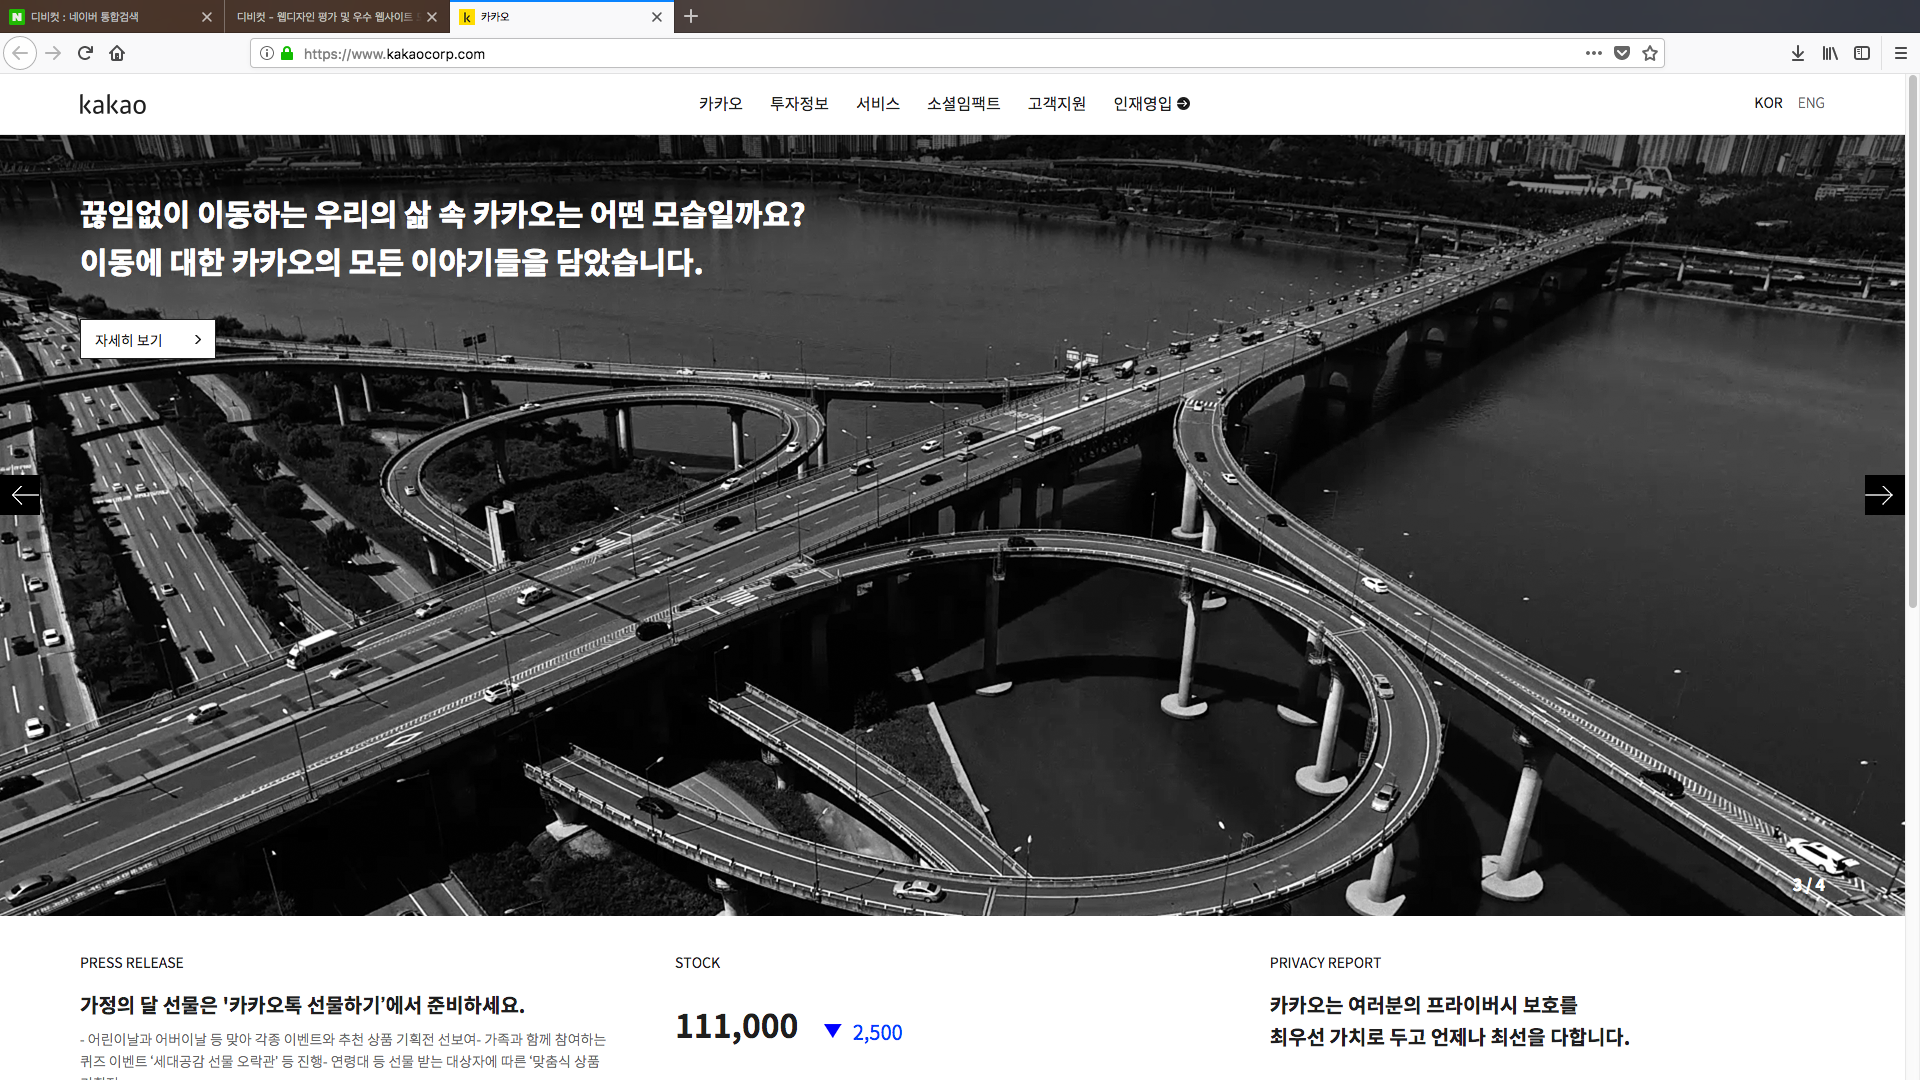 디비컷 : 네이버 통합검색
디비컷 - 웹디자인 평가 및 우수 웹사이트
카카오
https://www.kakaocorp.com
kakao
카카오 투자정보 서비스 소셜임팩트 고객지원 인재영입
KOR ENG
끊임없이 이동하는 우리의 삶 속 카카오는 어떤 모습일까요?
이동에 대한 카카오의 모든 이야기들을 담았습니다.
자세히 보기
3 / 4
PRESS RELEASE
가정의 달 선물은 '카카오톡 선물하기’에서 준비하세요.
- 어린이날과 어버이날 등 맞아 각종 이벤트와 추천 상품 기획전 선보여- 가족과 함께 참여하는
퀴즈 이벤트 ‘세대공감 선물 오락관’ 등 진행- 연령대 등 선물 받는 대상자에 따른 ‘맞춤식 상품
STOCK
111,000 ▼ 2,500
PRIVACY REPORT
카카오는 여러분의 프라이버시 보호를
최우선 가치로 두고 언제나 최선을 다합니다.